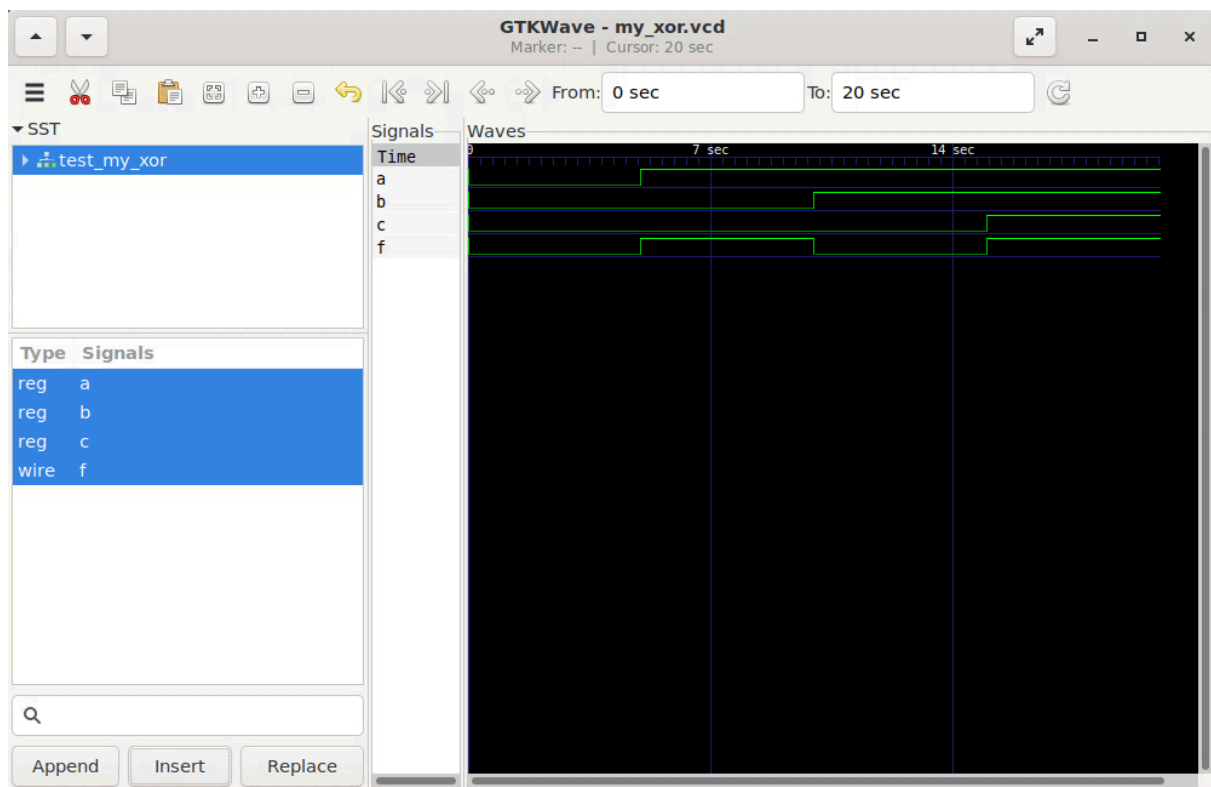 GTKWave - my_xor.vcd
Marker: -- | Cursor: 20 sec
From: 0 sec To: 20 sec
SST
test_my_xor
Signals
Time
a
b
c
f
Waves
0 7 sec 14 sec
Type Signals
reg a
reg b
reg c
wire f
Append Insert Replace